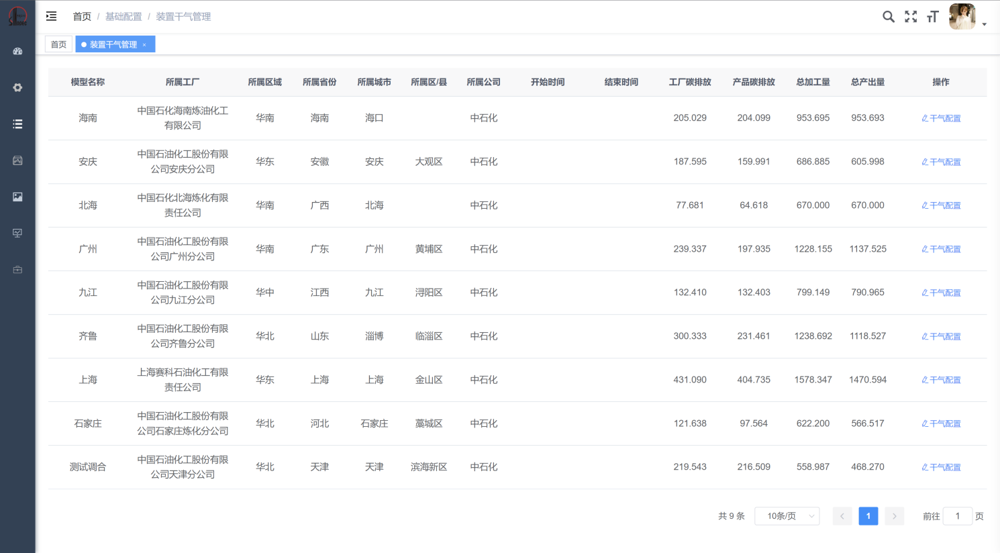 首页 / 基础配置 / 装置干气管理
首页
装置干气管理 ×
模型名称 所属工厂 所属区域 所属省份 所属城市 所属区/县 所属公司 开始时间 结束时间 工厂碳排放 产品碳排放 总加工量 总产出量 操作
海南 中国石化海南炼油化工有限公司 华南 海南 海口 中石化 205.029 204.099 953.695 953.693 干气配置
安庆 中国石油化工股份有限公司安庆分公司 华东 安徽 安庆 大观区 中石化 187.595 159.991 686.885 605.998 干气配置
北海 中国石化北海炼化有限责任公司 华南 广西 北海 中石化 77.681 64.618 670.000 670.000 干气配置
广州 中国石油化工股份有限公司广州分公司 华南 广东 广州 黄埔区 中石化 239.337 197.935 1228.155 1137.525 干气配置
九江 中国石油化工股份有限公司九江分公司 华中 江西 九江 浔阳区 中石化 132.410 132.403 799.149 790.965 干气配置
齐鲁 中国石油化工股份有限公司齐鲁分公司 华北 山东 淄博 临淄区 中石化 300.333 231.461 1238.692 1118.527 干气配置
上海 上海赛科石油化工有限责任公司 华东 上海 上海 金山区 中石化 431.090 404.735 1578.347 1470.594 干气配置
石家庄 中国石油化工股份有限公司石家庄炼化分公司 华北 河北 石家庄 藁城区 中石化 121.638 97.564 622.200 566.517 干气配置
测试调合 中国石油化工股份有限公司天津分公司 华北 天津 天津 滨海新区 中石化 219.543 216.509 558.987 468.270 干气配置
共 9 条 10条/页 1 前往 1 页